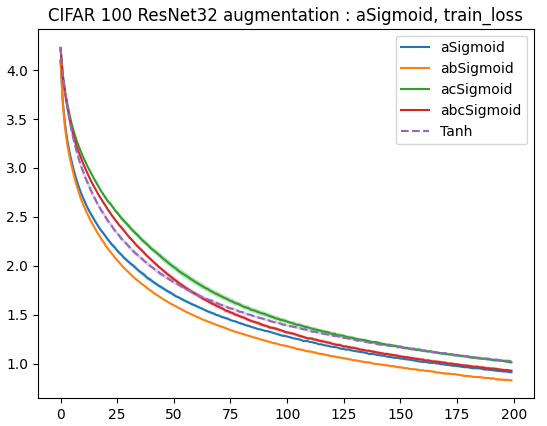 CIFAR 100 ResNet32 augmentation : aSigmoid, train_loss
aSigmoid
abSigmoid
acSigmoid
abcSigmoid
Tanh
4.0
3.5
3.0
2.5
2.0
1.5
1.0
0 25 50 75 100 125 150 175 200